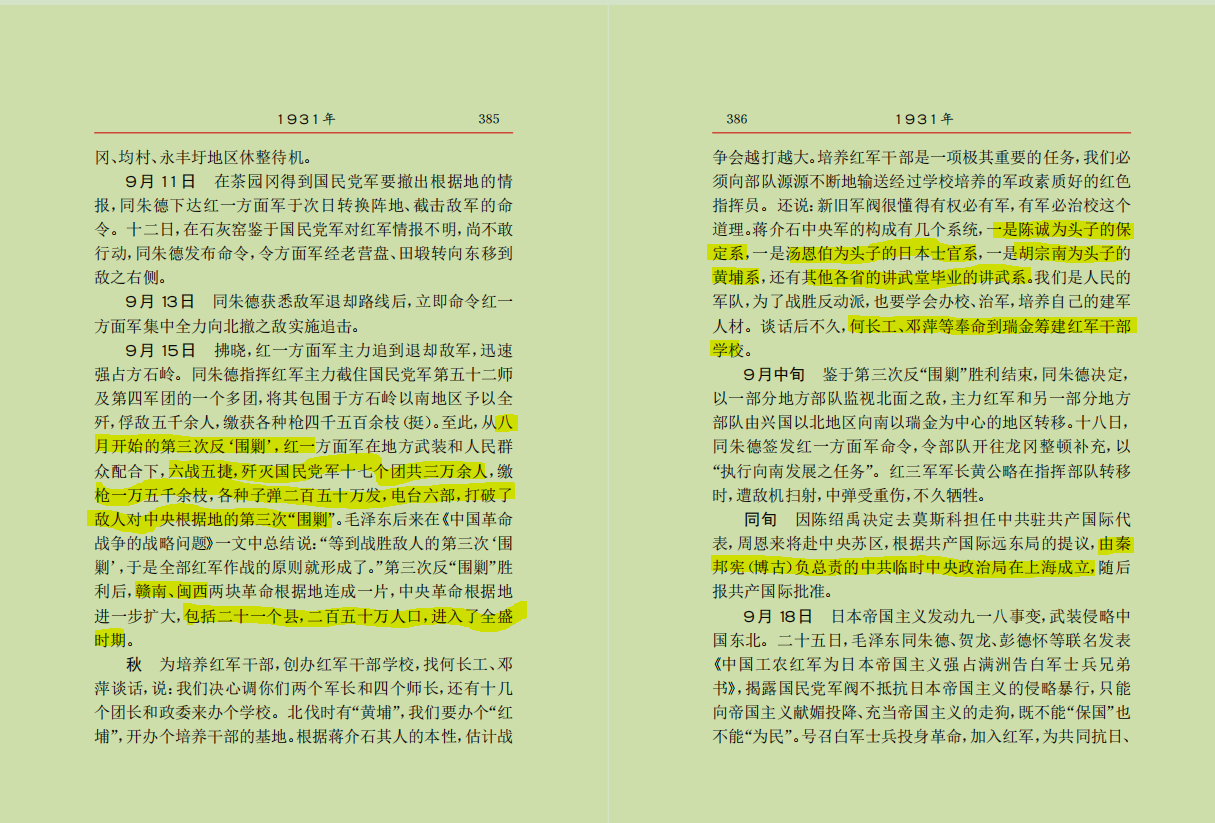 1931年 385
冈、均村、永丰圩地区休整待机。
9月11日 在茶园冈得到国民党军要撤出根据地的情
报，同朱德下达红一方面军于次日转换阵地、截击敌军的命
令。十二日，在石灰窑鉴于国民党军对红军情报不明，尚不敢
行动，同朱德发布命令，令方面军经老营盘、田塅转向东移到
敌之右侧。
9月13日 同朱德获悉敌军退却路线后，立即命令红一
方面军集中全力向北撤之敌实施追击。
9月15日 拂晓，红一方面军主力追到退却敌军，迅速
强占方石岭。同朱德指挥红军主力截住国民党军第五十二师
及第四军团的一个多团，将其包围于方石岭以南地区予以全
歼，俘敌五千余人，缴获各种枪四千五百余枝（挺）。至此，从八
月开始的第三次反‘围剿’，红一方面军在地方武装和人民群
众配合下，六战五捷，歼灭国民党军十七个团共三万余人，缴
枪一万五千余枝，各种子弹二百五十万发，电台六部，打破了
敌人对中央根据地的第三次“围剿”。毛泽东后来在《中国革命
战争的战略问题》一文中总结说：“等到战胜敌人的第三次‘围
剿’，于是全部红军作战的原则就形成了。”第三次反“围剿”胜
利后，赣南、闽西两块革命根据地连成一片，中央革命根据地
进一步扩大，包括二十一个县，二百五十万人口，进入了全盛
时期。
秋 为培养红军干部，创办红军干部学校，找何长工、邓
萍谈话，说：我们决心调你们两个军长和四个师长，还有十几
个团长和政委来办个学校。北伐时有“黄埔”，我们要办个“红
埔”，开办个培养干部的基地。根据蒋介石其人的本性，估计战
386 1931年
争会越打越大。培养红军干部是一项极其重要的任务，我们必
须向部队源源不断地输送经过学校培养的军政素质好的红色
指挥员。还说：新旧军阀很懂得有权必有军，有军必治校这个
道理。蒋介石中央军的构成有几个系统，一是陈诚为头子的保
定系，一是汤恩伯为头子的日本士官系，一是胡宗南为头子的
黄埔系，还有其他各省的讲武堂毕业的讲武系。我们是人民的
军队，为了战胜反动派，也要学会办校、治军，培养自己的建军
人材。谈话后不久，何长工、邓萍等奉命到瑞金筹建红军干部
学校。
9月中旬 鉴于第三次反“围剿”胜利结束，同朱德决定，
以一部分地方部队监视北面之敌，主力红军和另一部分地方
部队由兴国以北地区向南以瑞金为中心的地区转移。十八日，
同朱德签发红一方面军命令，令部队开往龙冈整顿补充，以
“执行向南发展之任务”。红三军军长黄公略在指挥部队转移
时，遭敌机扫射，中弹受重伤，不久牺牲。
同旬 因陈绍禹决定去莫斯科担任中共驻共产国际代
表，周恩来将赴中央苏区，根据共产国际远东局的提议，由秦
邦宪（博古）负总责的中共临时中央政治局在上海成立，随后
报共产国际批准。
9月18日 日本帝国主义发动九一八事变，武装侵略中
国东北。二十五日，毛泽东同朱德、贺龙、彭德怀等联名发表
《中国工农红军为日本帝国主义强占满洲告白军士兵兄弟
书》，揭露国民党军阀不抵抗日本帝国主义的侵略暴行，只能
向帝国主义献媚投降、充当帝国主义的走狗，既不能“保国”也
不能“为民”。号召白军士兵投身革命，加入红军，为共同抗日、